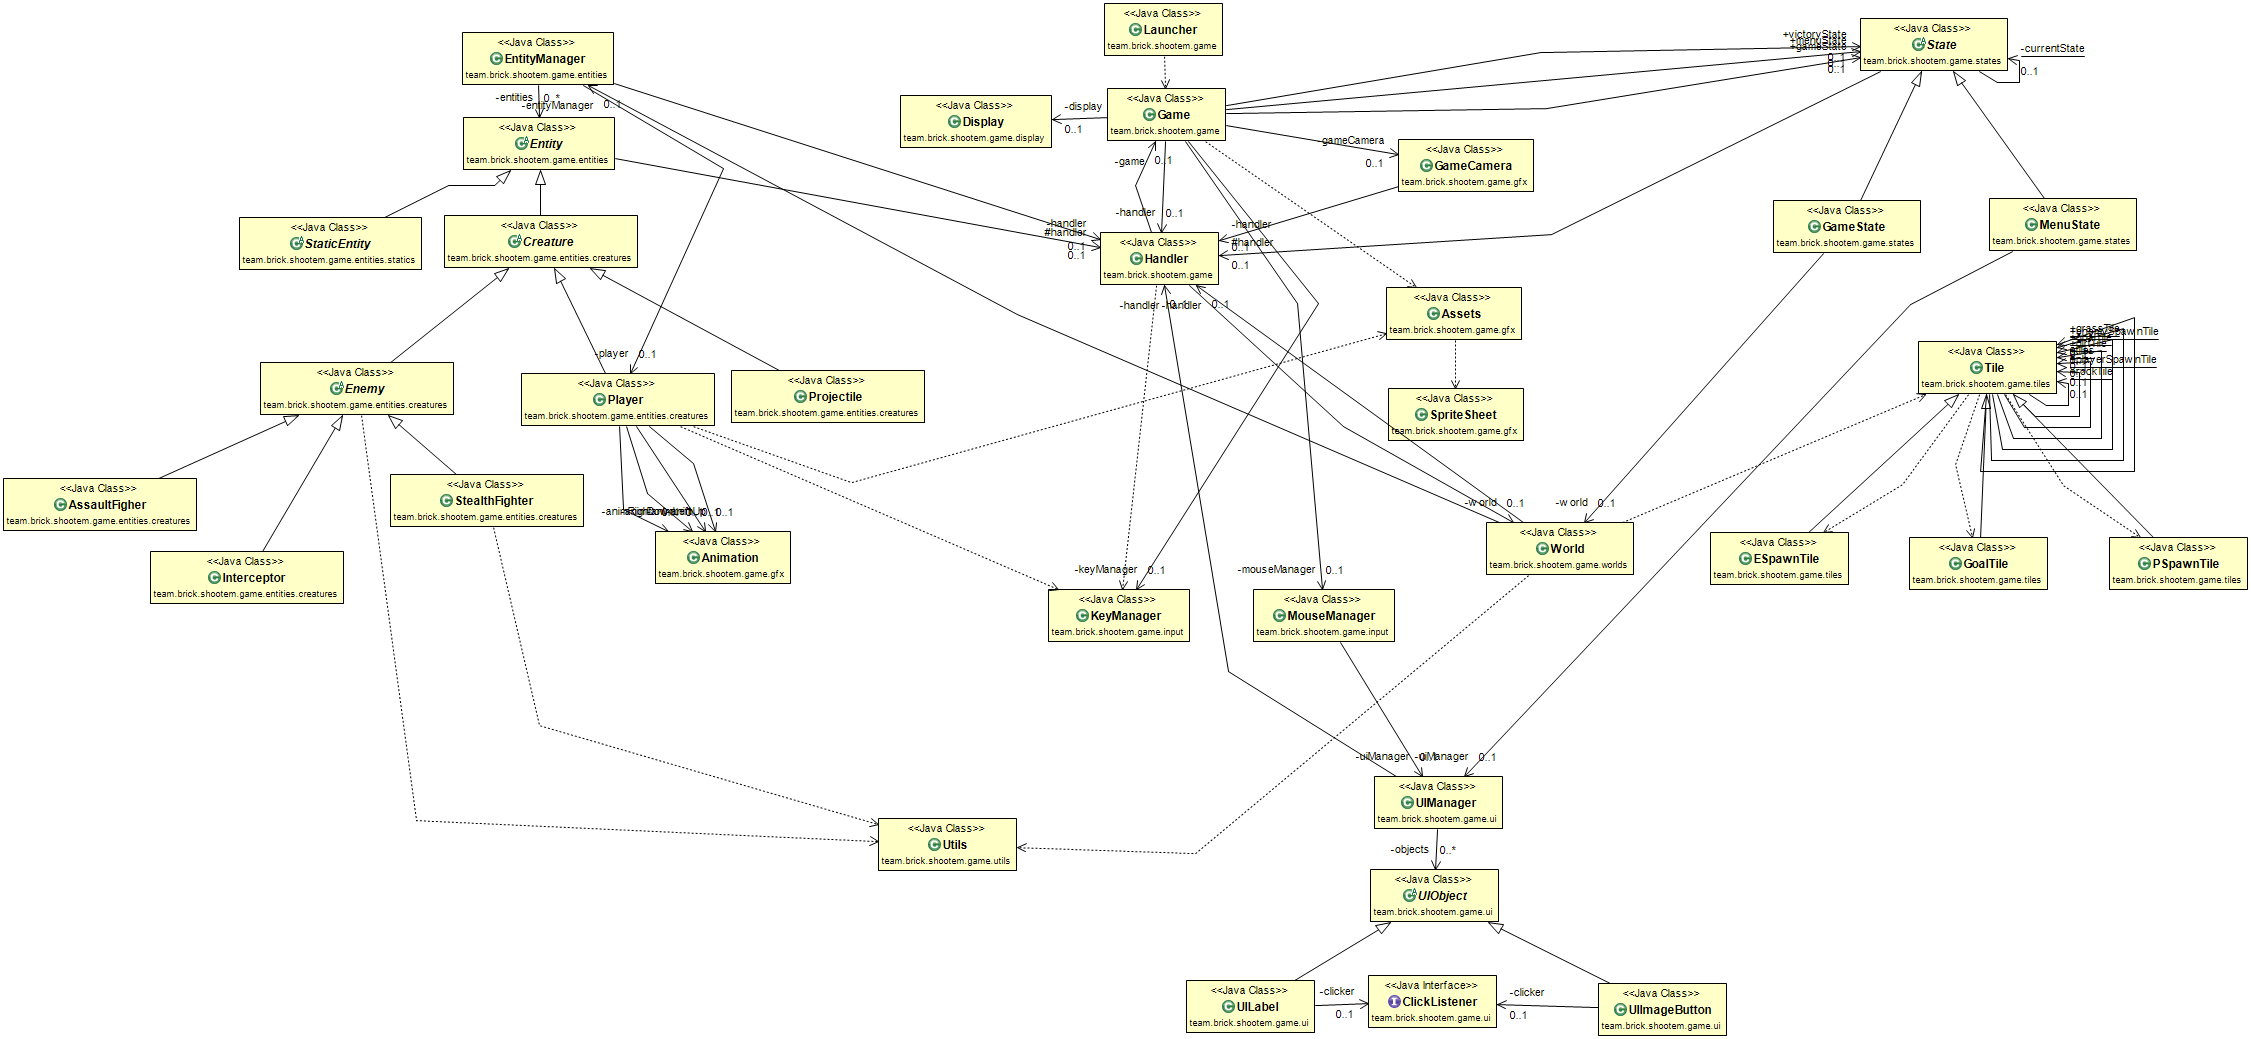 <<Java Class>>
Launcher
team.brick.shootem.game
<<Java Class>>
State
team.brick.shootem.game.states
-currentState
0..1
+victoryState
+menuState
+gameState
0..1
0..1
0..1
<<Java Class>>
EntityManager
team.brick.shootem.game.entities
-entities
0..*
-entityManager
0..1
<<Java Class>>
Display
team.brick.shootem.game.display
-display
0..1
<<Java Class>>
Game
team.brick.shootem.game
<<Java Class>>
Entity
team.brick.shootem.game.entities
gameCamera
0..1
<<Java Class>>
GameCamera
team.brick.shootem.game.gfx
-game
0..1
-handler
0..1
<<Java Class>>
StaticEntity
team.brick.shootem.game.entities.statics
<<Java Class>>
Creature
team.brick.shootem.game.entities.creatures
-handler
#handler
0..1
0..1
<<Java Class>>
Handler
team.brick.shootem.game
-handler
#handler
0..1
0..1
<<Java Class>>
GameState
team.brick.shootem.game.states
<<Java Class>>
MenuState
team.brick.shootem.game.states
-handler
0..1
-handler
0..1
<<Java Class>>
Assets
team.brick.shootem.game.gfx
<<Java Class>>
Tile
team.brick.shootem.game.tiles
0..1
0..1
-player
0..1
<<Java Class>>
Enemy
team.brick.shootem.game.entities.creatures
<<Java Class>>
Player
team.brick.shootem.game.entities.creatures
<<Java Class>>
Projectile
team.brick.shootem.game.entities.creatures
<<Java Class>>
SpriteSheet
team.brick.shootem.game.gfx
<<Java Class>>
AssaultFigher
team.brick.shootem.game.entities.creatures
<<Java Class>>
StealthFighter
team.brick.shootem.game.entities.creatures
0..1
-world
0..1
-world
0..1
<<Java Class>>
Animation
team.brick.shootem.game.gfx
<<Java Class>>
World
team.brick.shootem.game.worlds
<<Java Class>>
ESpawnTile
team.brick.shootem.game.tiles
<<Java Class>>
GoalTile
team.brick.shootem.game.tiles
<<Java Class>>
PSpawnTile
team.brick.shootem.game.tiles
<<Java Class>>
Interceptor
team.brick.shootem.game.entities.creatures
-keyManager
0..1
-mouseManager
0..1
<<Java Class>>
KeyManager
team.brick.shootem.game.input
<<Java Class>>
MouseManager
team.brick.shootem.game.input
-uiManager
0..1
-uiManager
0..1
<<Java Class>>
UIManager
team.brick.shootem.game.ui
<<Java Class>>
Utils
team.brick.shootem.game.utils
-objects
0..*
<<Java Class>>
UIObject
team.brick.shootem.game.ui
<<Java Class>>
UILabel
team.brick.shootem.game.ui
-clicker
0..1
<<Java Interface>>
ClickListener
team.brick.shootem.game.ui
-clicker
0..1
<<Java Class>>
UIImageButton
team.brick.shootem.game.ui